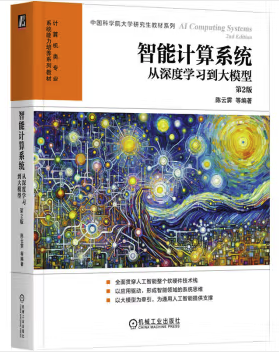 计算机类专业
系统能力培养系列教材
中国科学院大学研究生教材系列
AI Computing Systems
2nd Edition
智能计算系统
从深度学习到大模型
第2版
陈云霁 等编著
全面贯穿人工智能整个软硬件技术栈
以应用驱动，形成智能领域的系统思维
以大模型为牵引，为通用人工智能提供支撑
机械工业出版社
CHINA MACHINE PRESS
智能计算系统
从深度学习
到大模型
第2版
陈云霁 等编著
机械工业出版社